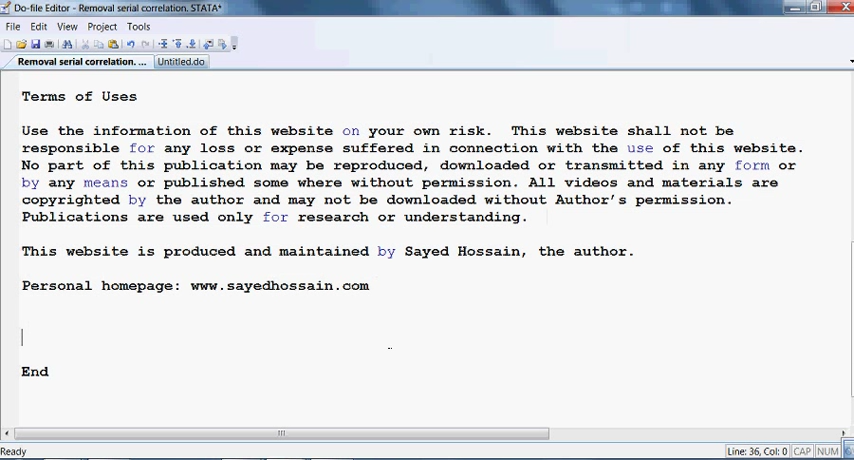 Do-file Editor - Removal serial correlation. STATA*
File Edit View Project Tools
Removal serial correlation. ... Untitled.do
Terms of Uses
Use the information of this website on your own risk. This website shall not be
responsible for any loss or expense suffered in connection with the use of this website.
No part of this publication may be reproduced, downloaded or transmitted in any form or
by any means or published some where without permission. All videos and materials are
copyrighted by the author and may not be downloaded without Author's permission.
Publications are used only for research or understanding.
This website is produced and maintained by Sayed Hossain, the author.
Personal homepage: www.sayedhossain.com
End
Ready Line: 36, Col: 0 CAP NUM